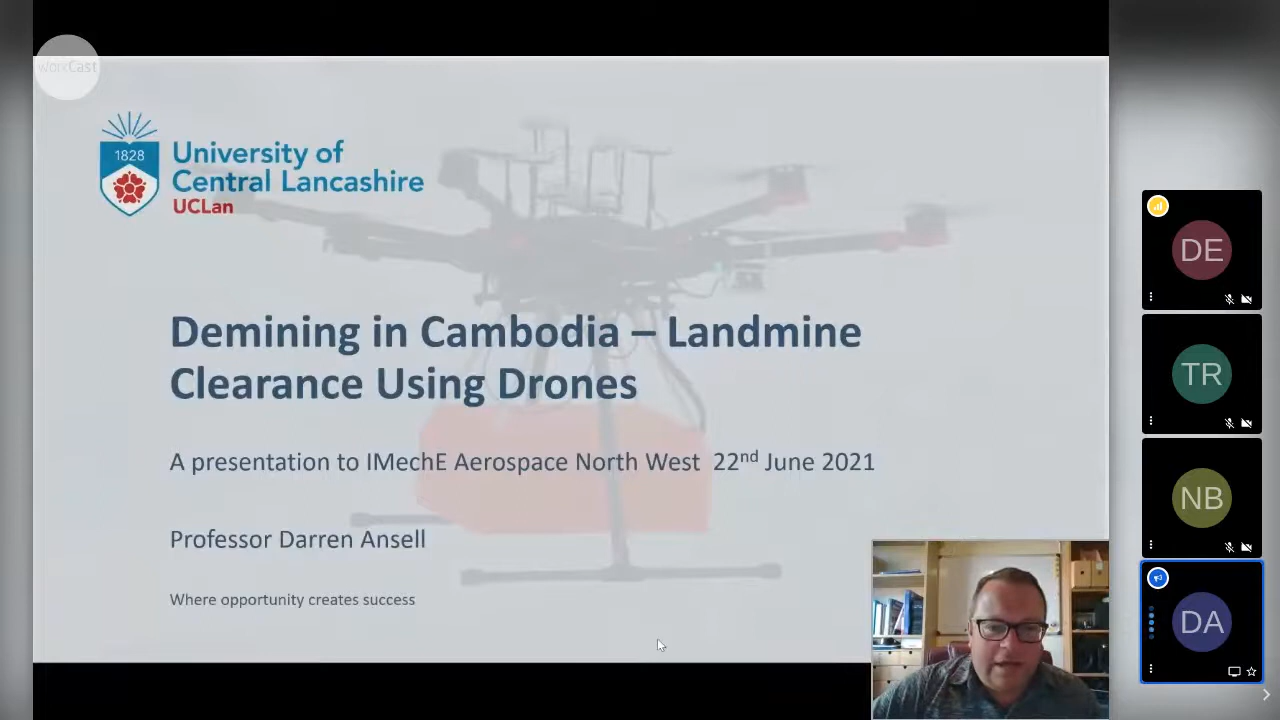 WorkCast
1828
University of
Central Lancashire
UCLan
Demining in Cambodia – Landmine
Clearance Using Drones
A presentation to IMechE Aerospace North West 22nd June 2021
Professor Darren Ansell
Where opportunity creates success
DE
TR
NB
DA